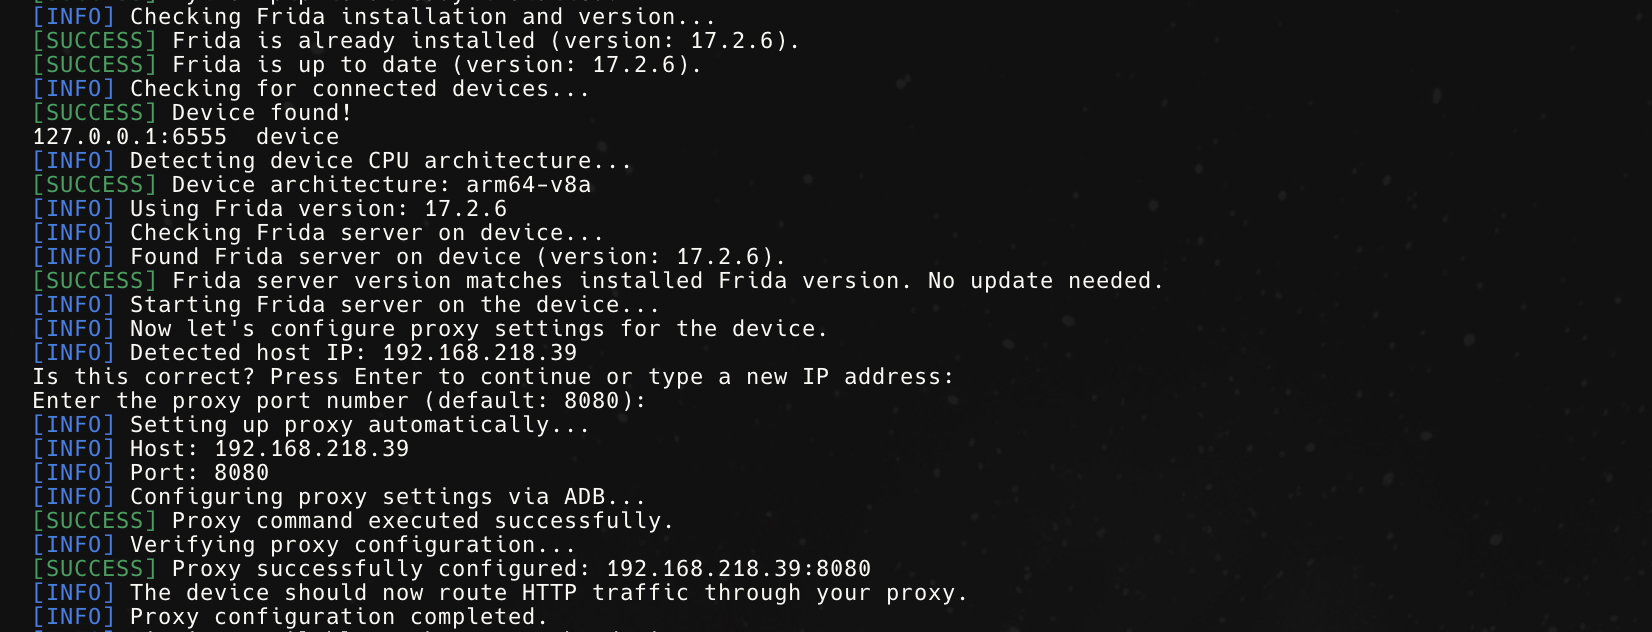 [INFO] Checking Frida installation and version...
[SUCCESS] Frida is already installed (version: 17.2.6).
[SUCCESS] Frida is up to date (version: 17.2.6).
[INFO] Checking for connected devices...
[SUCCESS] Device found!
127.0.0.1:6555  device
[INFO] Detecting device CPU architecture...
[SUCCESS] Device architecture: arm64-v8a
[INFO] Using Frida version: 17.2.6
[INFO] Checking Frida server on device...
[INFO] Found Frida server on device (version: 17.2.6).
[SUCCESS] Frida server version matches installed Frida version. No update needed.
[INFO] Starting Frida server on the device...
[INFO] Now let's configure proxy settings for the device.
[INFO] Detected host IP: 192.168.218.39
Is this correct? Press Enter to continue or type a new IP address:
Enter the proxy port number (default: 8080):
[INFO] Setting up proxy automatically...
[INFO] Host: 192.168.218.39
[INFO] Port: 8080
[INFO] Configuring proxy settings via ADB...
[SUCCESS] Proxy command executed successfully.
[INFO] Verifying proxy configuration...
[SUCCESS] Proxy successfully configured: 192.168.218.39:8080
[INFO] The device should now route HTTP traffic through your proxy.
[INFO] Proxy configuration completed.